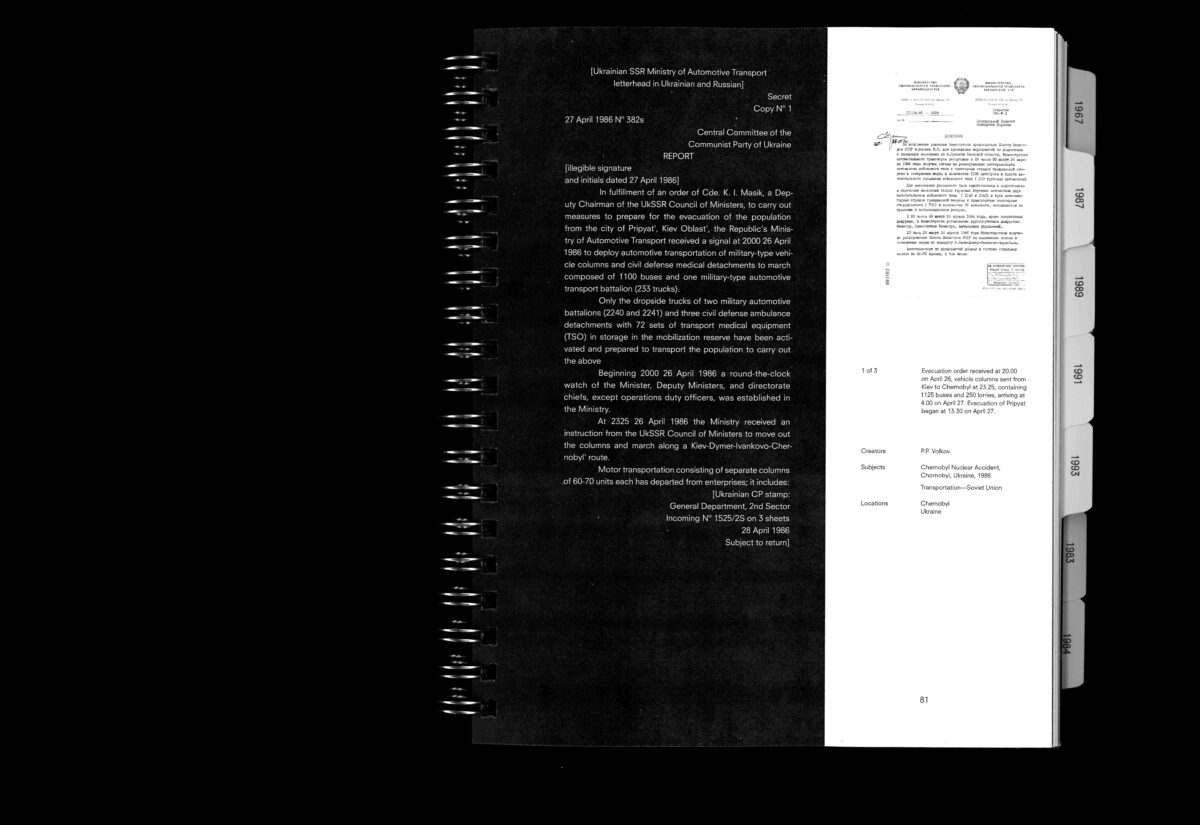 [Ukrainian SSR Ministry of Automotive Transport
letterhead in Ukrainian and Russian]
Secret
Copy Nº 1
27 April 1986 Nº 382s
Central Committee of the
Communist Party of Ukraine
REPORT
[illegible signature
and initials dated 27 April 1986]
In fulfillment of an order of Cde. K. I. Masik, a Dep-
uty Chairman of the UkSSR Council of Ministers, to carry out
measures to prepare for the evacuation of the population
from the city of Pripyat', Kiev Oblast', the Republic's Minis-
try of Automotive Transport received a signal at 2000 26 April
1986 to deploy automotive transportation of military-type vehi-
cle columns and civil defense medical detachments to march
composed of 1100 buses and one military-type automotive
transport battalion (233 trucks).
Only the dropside trucks of two military automotive
battalions (2240 and 2241) and three civil defense ambulance
detachments with 72 sets of transport medical equipment
(TSO) in storage in the mobilization reserve have been acti-
vated and prepared to transport the population to carry out
the above
Beginning 2000 26 April 1986 a round-the-clock
watch of the Minister, Deputy Ministers, and directorate
chiefs, except operations duty officers, was established in
the Ministry.
At 2325 26 April 1986 the Ministry received an
instruction from the UkSSR Council of Ministers to move out
the columns and march along a Kiev-Dymer-Ivankovo-Cher-
nobyl' route.
Motor transportation consisting of separate columns
of 60-70 units each has departed from enterprises; it includes:
[Ukrainian CP stamp:
General Department, 2nd Sector
Incoming Nº 1525/2S on 3 sheets
28 April 1986
Subject to return]
1 of 3
Evacuation order received at 20.00
on April 26, vehicle columns sent from
Kiev to Chernobyl at 23.25, containing
1125 buses and 250 lorries, arriving at
4.00 on April 27. Evacuation of Pripyat
began at 13.30 on April 27.
Creators P.P. Volkov
Subjects Chernobyl Nuclear Accident,
Chornobyl, Ukraine, 1986
Transportation—Soviet Union
Locations Chernobyl
Ukraine
81
1967
1987
1989
1991
1993
1983
1984